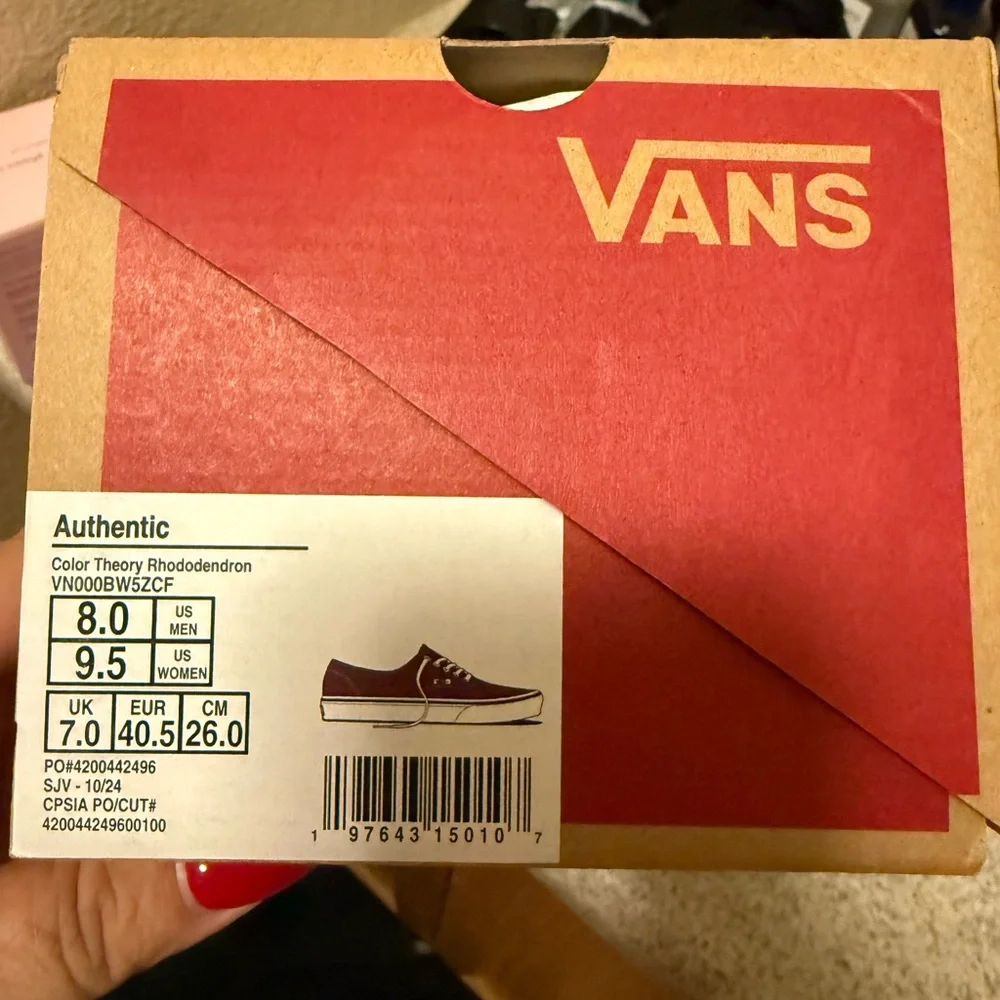 VANS
Authentic
Color Theory Rhododendron
VN000BW5ZCF
8.0 US MEN
9.5 US WOMEN
UK EUR CM
7.0 40.5 26.0
PO#4200442496
SJV - 10/24
CPSIA PO/CUT#
420044249600100
1 97643 15010 7